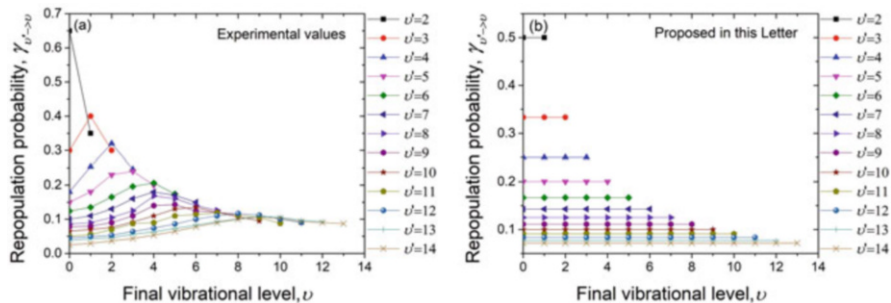 (a)
Experimental values
Repopulation probability, γυ'->υ
0.7
0.6
0.5
0.4
0.3
0.2
0.1
0.0
0 2 4 6 8 10 12 14
Final vibrational level, υ
υ'=2
υ'=3
υ'=4
υ'=5
υ'=6
υ'=7
υ'=8
υ'=9
υ'=10
υ'=11
υ'=12
υ'=13
υ'=14
(b)
Proposed in this Letter
Repopulation probability, γυ'->υ
0.5
0.4
0.3
0.2
0.1
0 2 4 6 8 10 12 14
Final vibrational level, υ
υ'=2
υ'=3
υ'=4
υ'=5
υ'=6
υ'=7
υ'=8
υ'=9
υ'=10
υ'=11
υ'=12
υ'=13
υ'=14